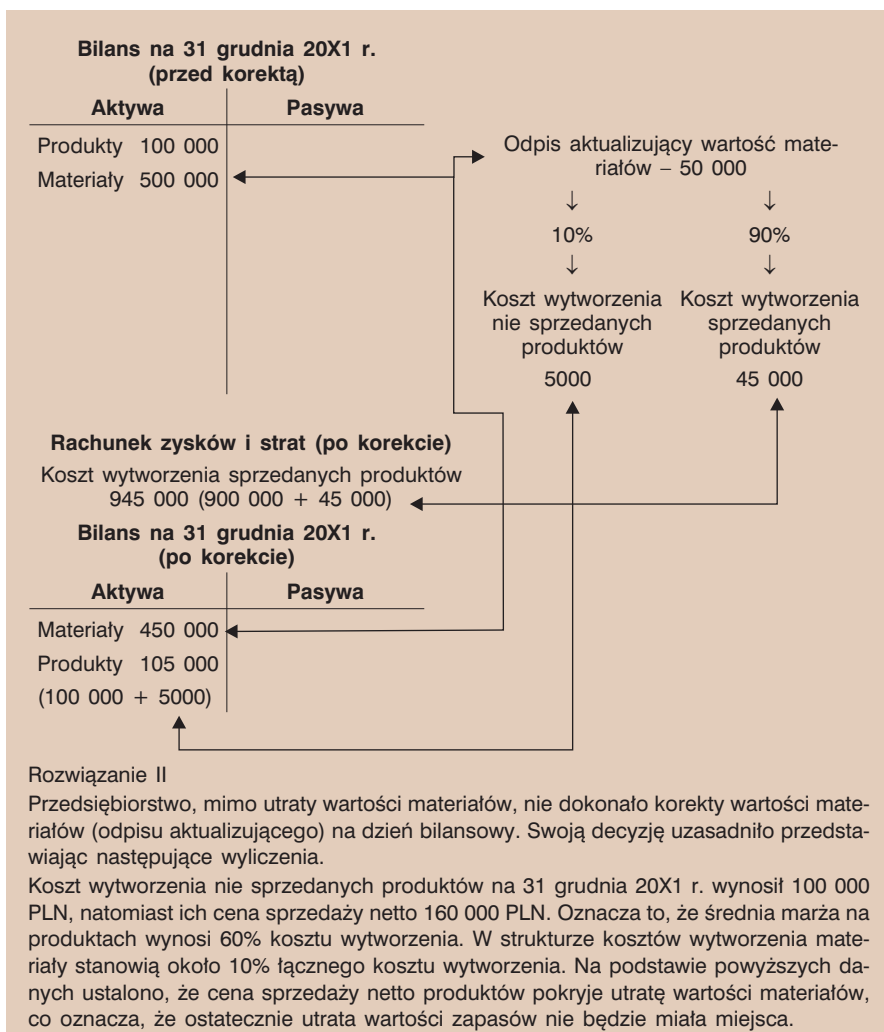 Bilans na 31 grudnia 20X1 r.
(przed korektą)
Aktywa Pasywa
Produkty 100 000
Materiały 500 000
Odpis aktualizujący wartość mate-
riałów – 50 000
↓ ↓
10% 90%
↓ ↓
Koszt wytworzenia Koszt wytworzenia
nie sprzedanych sprzedanych
produktów produktów
5000 45 000
Rachunek zysków i strat (po korekcie)
Koszt wytworzenia sprzedanych produktów
945 000 (900 000 + 45 000)
Bilans na 31 grudnia 20X1 r.
(po korekcie)
Aktywa Pasywa
Materiały 450 000
Produkty 105 000
(100 000 + 5000)
Rozwiązanie II
Przedsiębiorstwo, mimo utraty wartości materiałów, nie dokonało korekty wartości mate-
riałów (odpisu aktualizującego) na dzień bilansowy. Swoją decyzję uzasadniło przedsta-
wiając następujące wyliczenia.
Koszt wytworzenia nie sprzedanych produktów na 31 grudnia 20X1 r. wynosił 100 000
PLN, natomiast ich cena sprzedaży netto 160 000 PLN. Oznacza to, że średnia marża na
produktach wynosi 60% kosztu wytworzenia. W strukturze kosztów wytworzenia mate-
riały stanowią około 10% łącznego kosztu wytworzenia. Na podstawie powyższych da-
nych ustalono, że cena sprzedaży netto produktów pokryje utratę wartości materiałów,
co oznacza, że ostatecznie utrata wartości zapasów nie będzie miała miejsca.